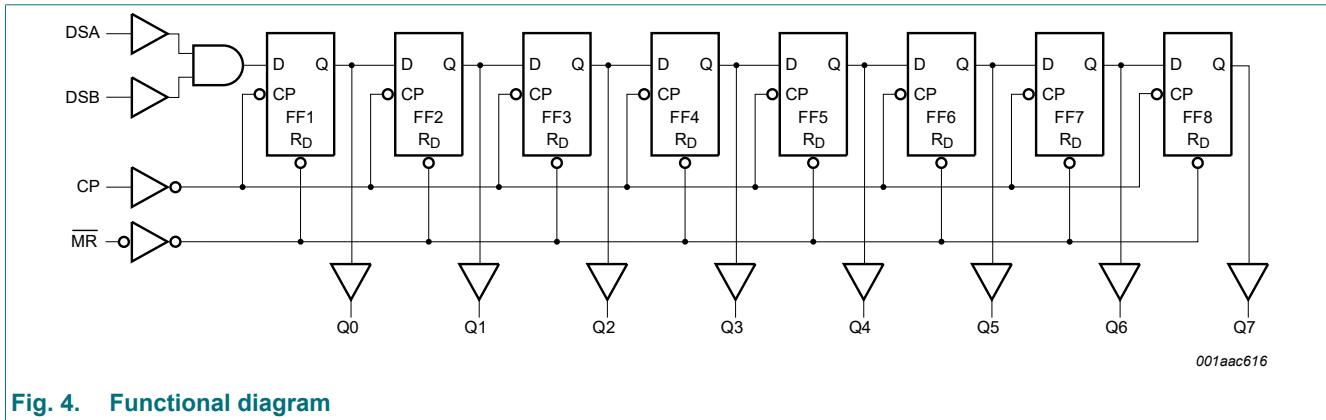 DSA
DSB
CP
M̅R̅
D Q D Q D Q D Q D Q D Q D Q D Q
CP CP CP CP CP CP CP CP
FF1 FF2 FF3 FF4 FF5 FF6 FF7 FF8
RD RD RD RD RD RD RD RD
Q0 Q1 Q2 Q3 Q4 Q5 Q6 Q7
001aac616
Fig. 4. Functional diagram